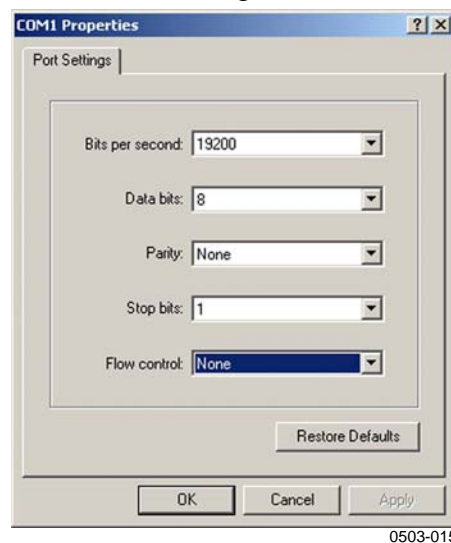 COM1 Properties ? ×
Port Settings
Bits per second: 19200
Data bits: 8
Parity: None
Stop bits: 1
Flow control: None
Restore Defaults
OK Cancel Apply
0503-015